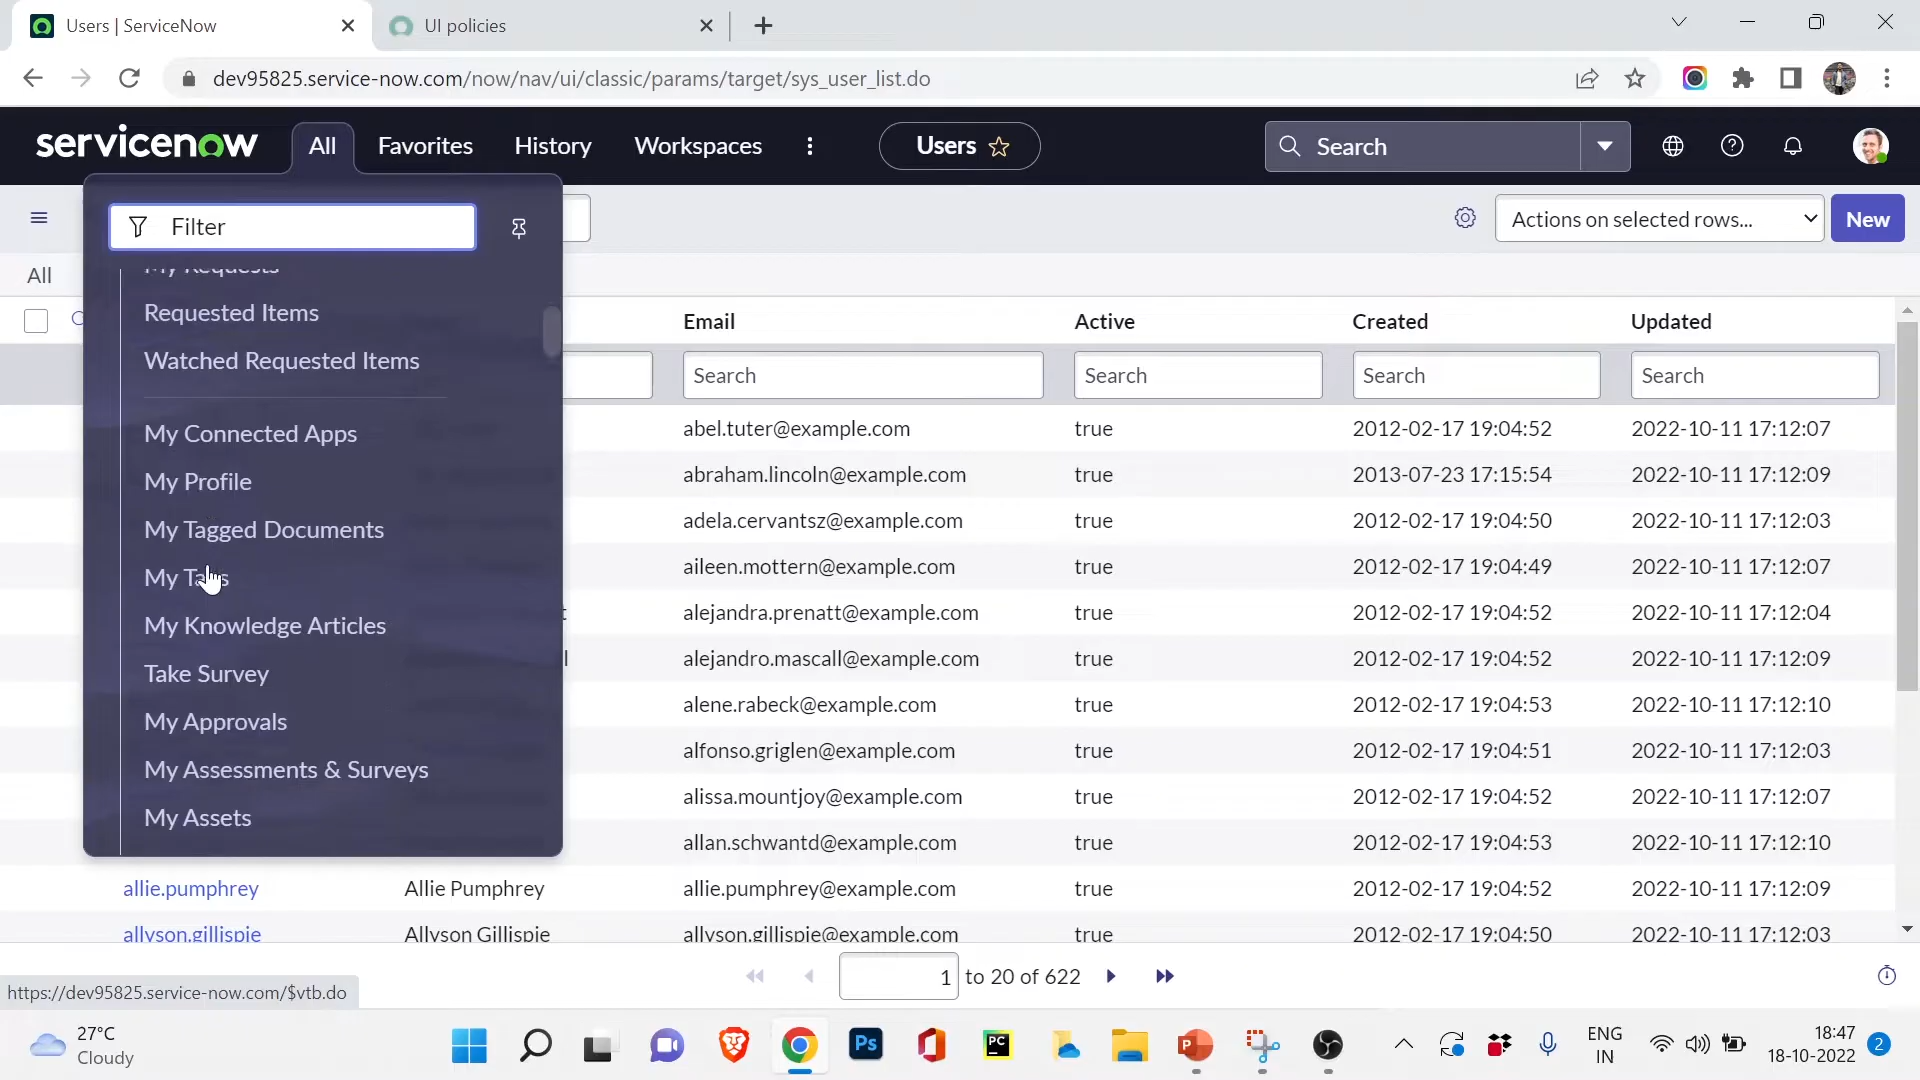 Users | ServiceNow
UI policies
dev95825.service-now.com/now/nav/ui/classic/params/target/sys_user_list.do
servicenow
All
Favorites
History
Workspaces
Users
Search
Filter
Actions on selected rows...
New
All
My Requests
Requested Items
Watched Requested Items
My Connected Apps
My Profile
My Tagged Documents
My
My Knowledge Articles
Take Survey
My Approvals
My Assessments & Surveys
My Assets
Email Active Created Updated
Search Search Search Search
abel.tuter@example.com true 2012-02-17 19:04:52 2022-10-11 17:12:07
abraham.lincoln@example.com true 2013-07-23 17:15:54 2022-10-11 17:12:09
adela.cervantsz@example.com true 2012-02-17 19:04:50 2022-10-11 17:12:03
aileen.mottern@example.com true 2012-02-17 19:04:49 2022-10-11 17:12:07
alejandra.prenatt@example.com true 2012-02-17 19:04:52 2022-10-11 17:12:04
alejandro.mascall@example.com true 2012-02-17 19:04:52 2022-10-11 17:12:09
alene.rabeck@example.com true 2012-02-17 19:04:53 2022-10-11 17:12:10
alfonso.griglen@example.com true 2012-02-17 19:04:51 2022-10-11 17:12:03
alissa.mountjoy@example.com true 2012-02-17 19:04:52 2022-10-11 17:12:07
allan.schwantd@example.com true 2012-02-17 19:04:53 2022-10-11 17:12:10
allie.pumphrey Allie Pumphrey allie.pumphrey@example.com true 2012-02-17 19:04:52 2022-10-11 17:12:09
allyson.gillispie Allyson Gillispie allyson.gillispie@example.com true 2012-02-17 19:04:50 2022-10-11 17:12:03
1 to 20 of 622
https://dev95825.service-now.com/$vtb.do
27°C
Cloudy
Ps
PC
ENG
IN
18:47
18-10-2022
2